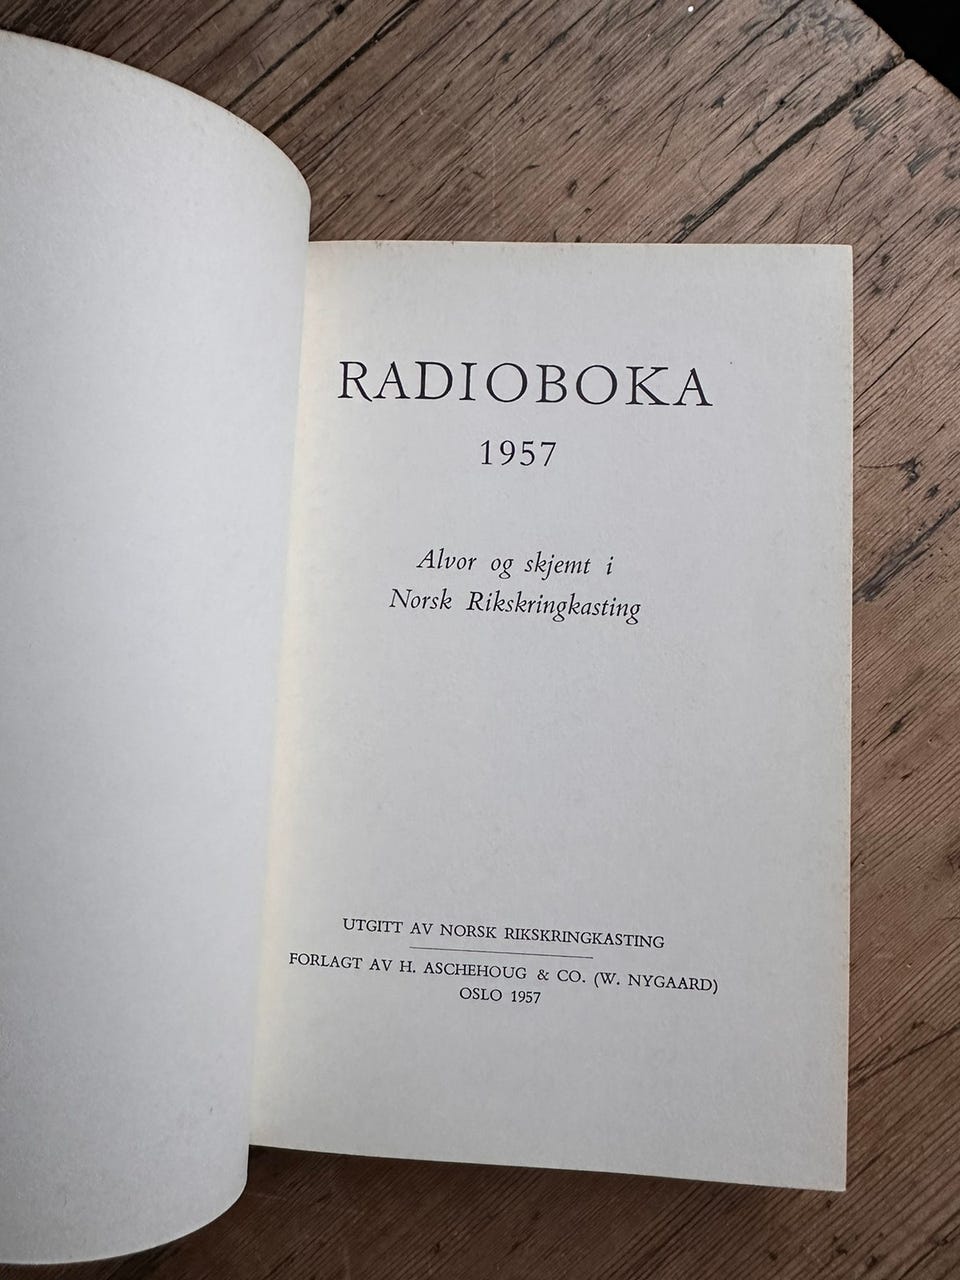 RADIOBOKA
1957
Alvor og skjemt i
Norsk Rikskringkasting
UTGITT AV NORSK RIKSKRINGKASTING
FORLAGT AV H. ASCHEHOUG & CO. (W. NYGAARD)
OSLO 1957